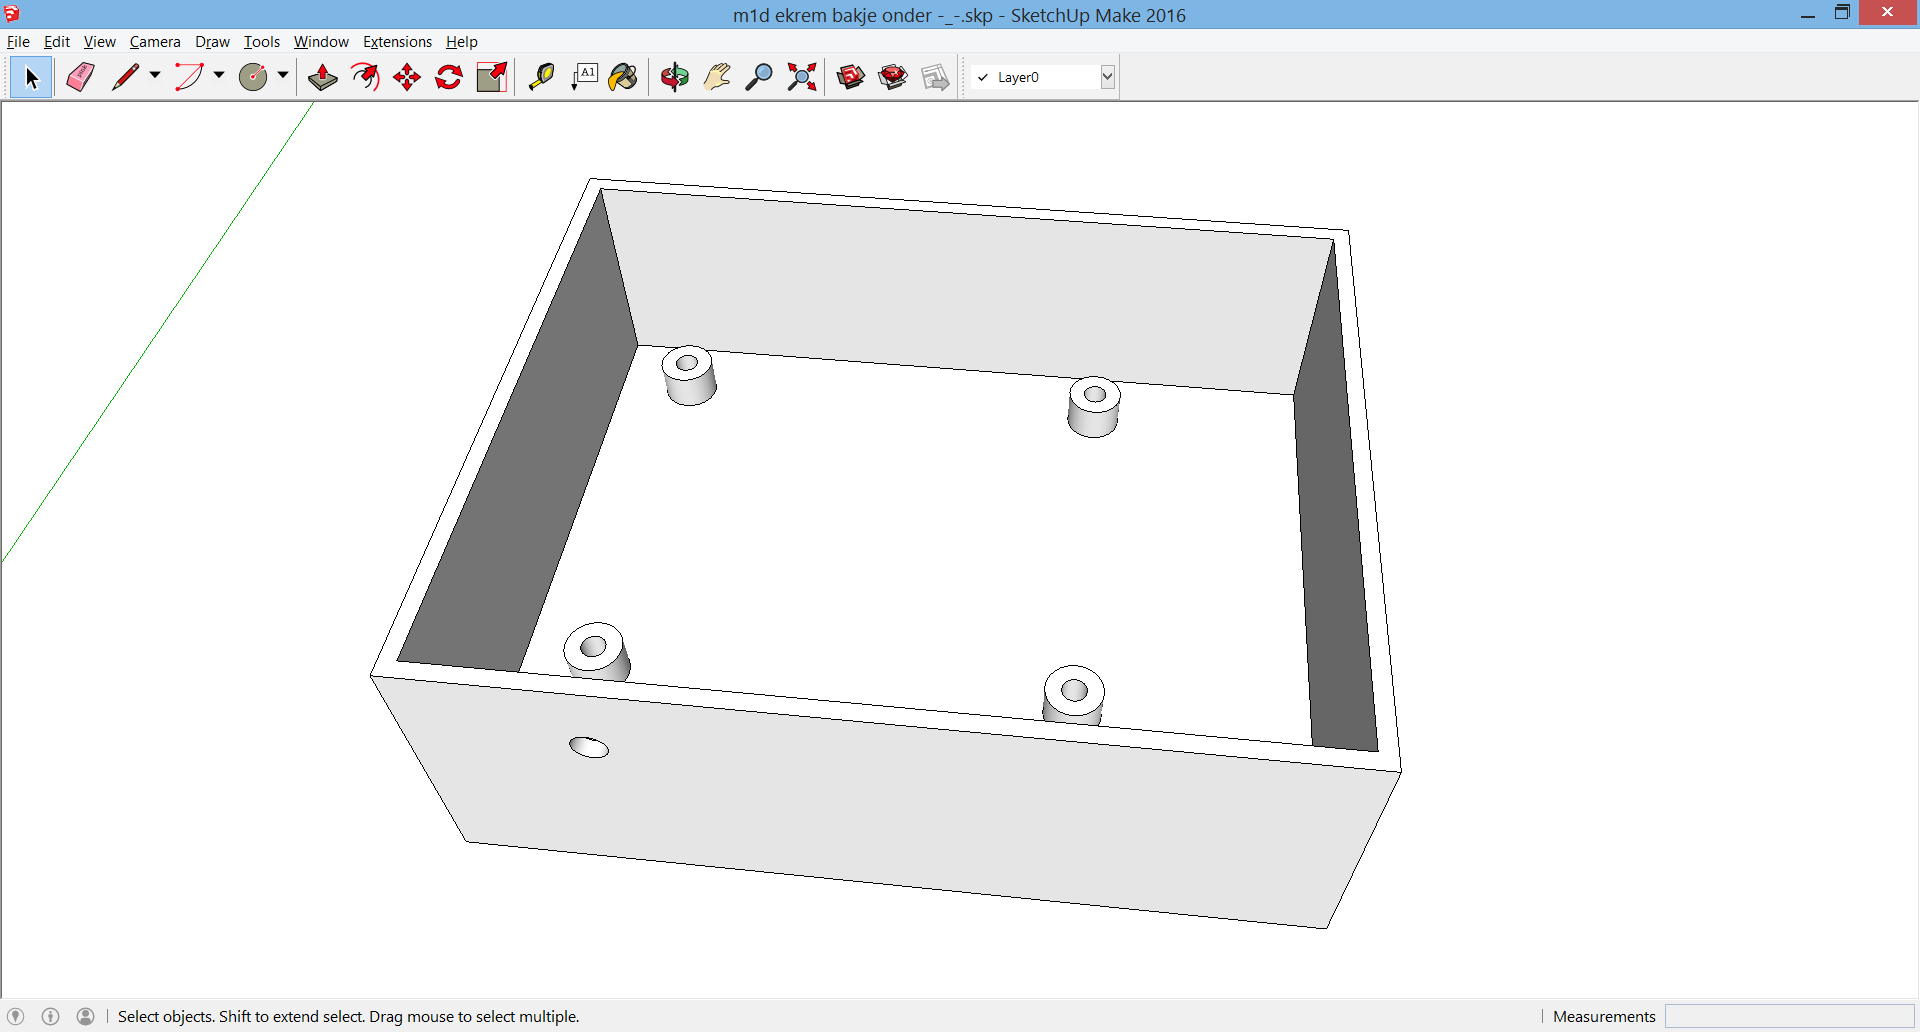 m1d ekrem bakje onder -_-.skp - SketchUp Make 2016
File Edit View Camera Draw Tools Window Extensions Help
A1
Layer0
Select objects. Shift to extend select. Drag mouse to select multiple.
Measurements